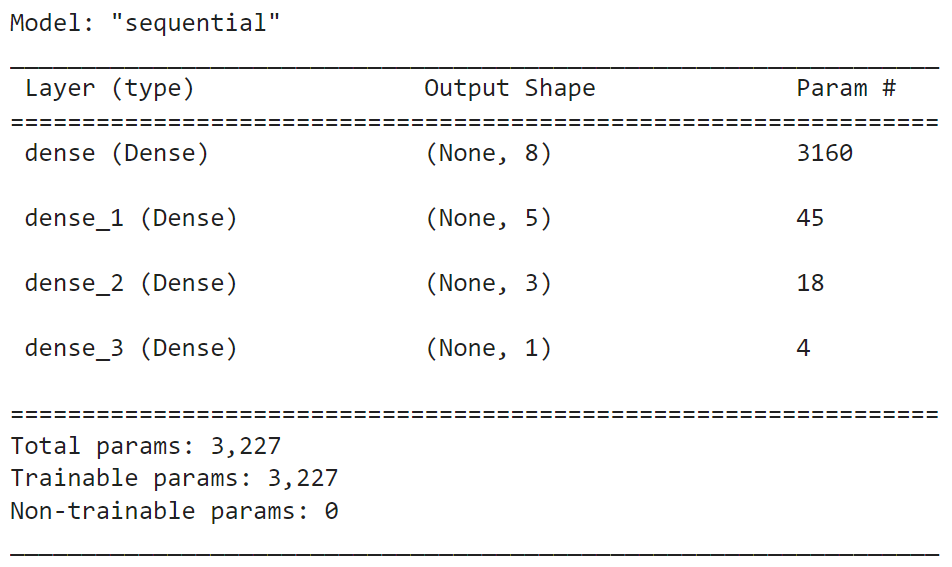 Model: "sequential"
_________________________________________________________________
Layer (type) Output Shape Param #
=================================================================
dense (Dense) (None, 8) 3160
dense_1 (Dense) (None, 5) 45
dense_2 (Dense) (None, 3) 18
dense_3 (Dense) (None, 1) 4
=================================================================
Total params: 3,227
Trainable params: 3,227
Non-trainable params: 0
_________________________________________________________________